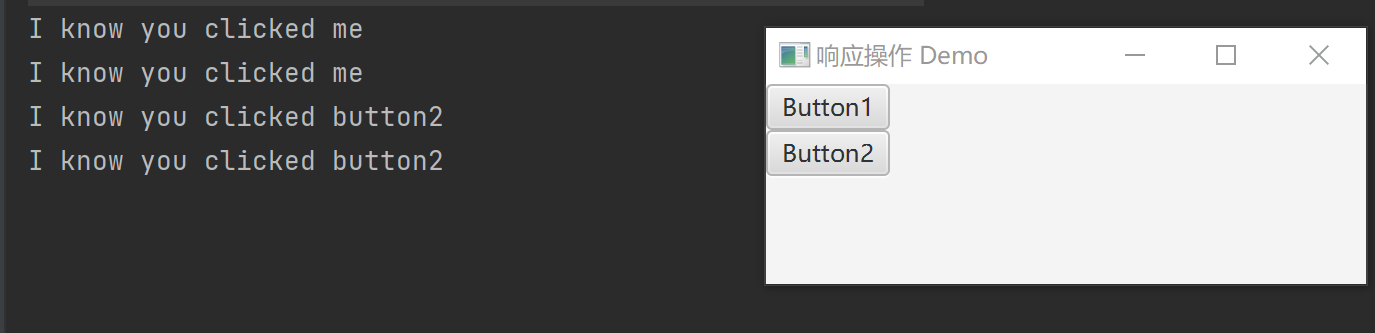 I know you clicked me
I know you clicked me
I know you clicked button2
I know you clicked button2
响应操作 Demo
Button1
Button2